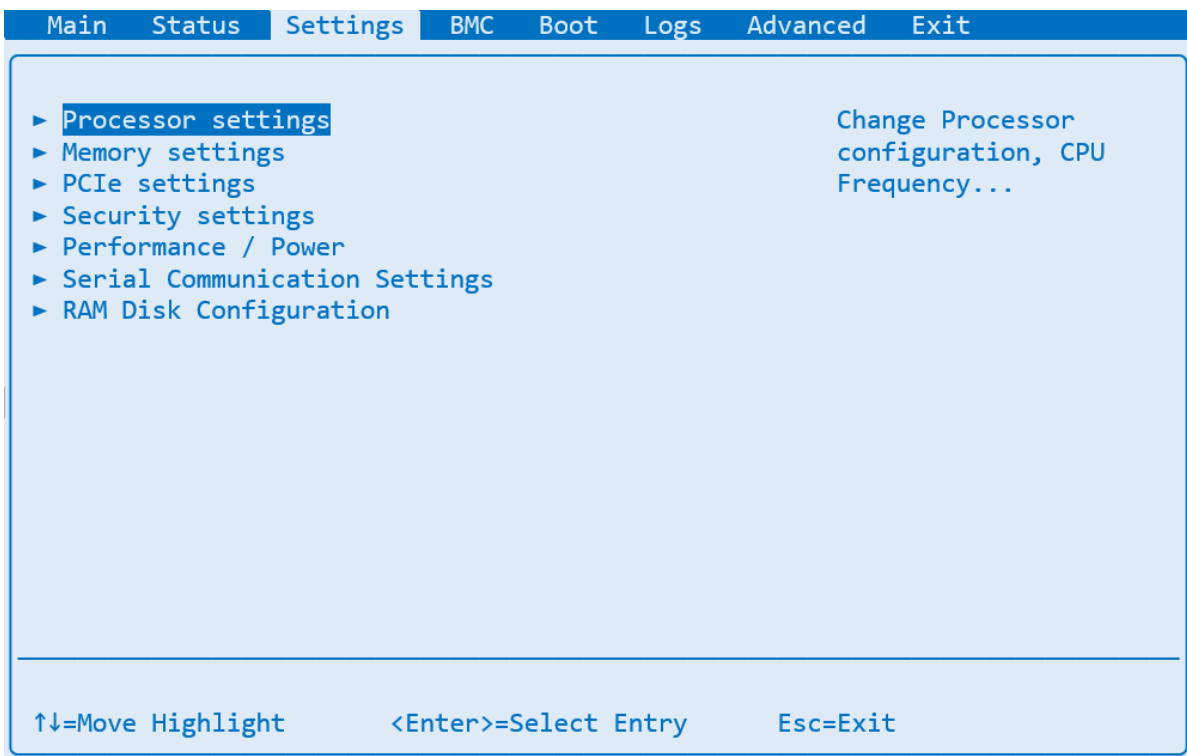 Main Status Settings BMC Boot Logs Advanced Exit
► Processor settings
► Memory settings
► PCIe settings
► Security settings
► Performance / Power
► Serial Communication Settings
► RAM Disk Configuration
Change Processor
configuration, CPU
Frequency...
↑↓=Move Highlight <Enter>=Select Entry Esc=Exit